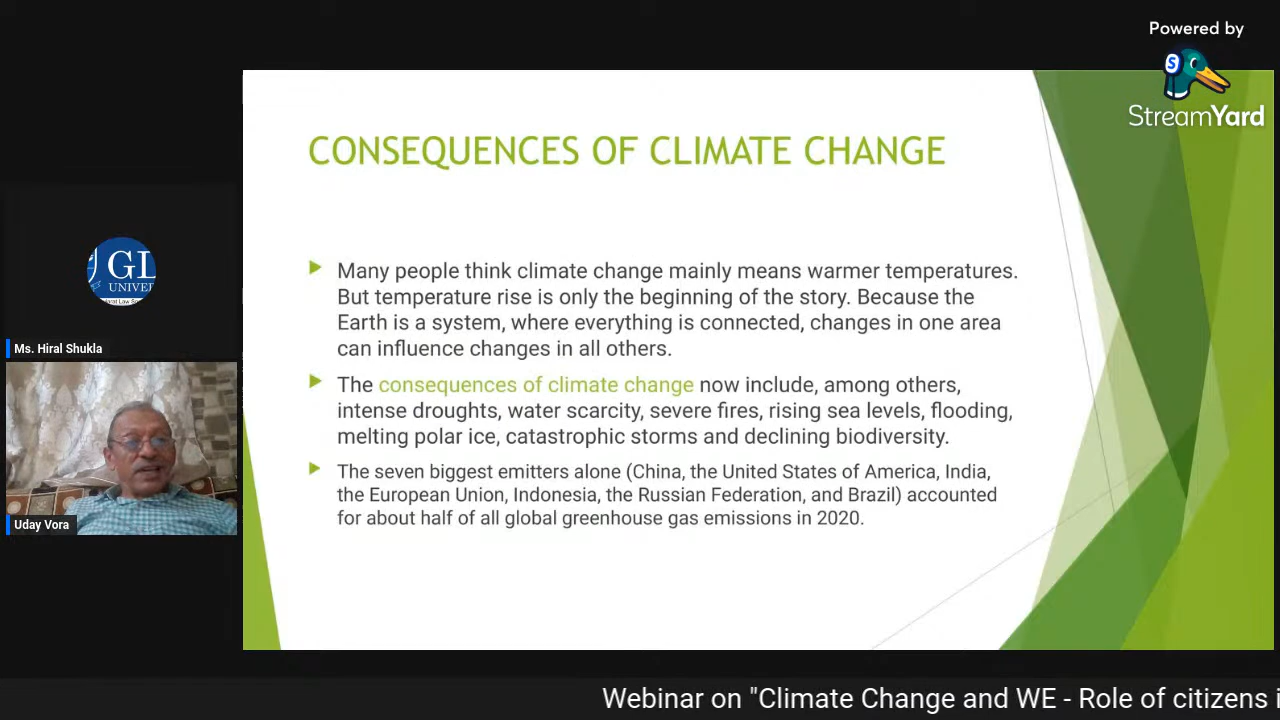 Powered by
StreamYard
CONSEQUENCES OF CLIMATE CHANGE
Many people think climate change mainly means warmer temperatures.
But temperature rise is only the beginning of the story. Because the
Earth is a system, where everything is connected, changes in one area
can influence changes in all others.
The consequences of climate change now include, among others,
intense droughts, water scarcity, severe fires, rising sea levels, flooding,
melting polar ice, catastrophic storms and declining biodiversity.
The seven biggest emitters alone (China, the United States of America, India,
the European Union, Indonesia, the Russian Federation, and Brazil) accounted
for about half of all global greenhouse gas emissions in 2020.
GL
UNIVER
Ms. Hiral Shukla
Uday Vora
Webinar on "Climate Change and WE - Role of citizens i